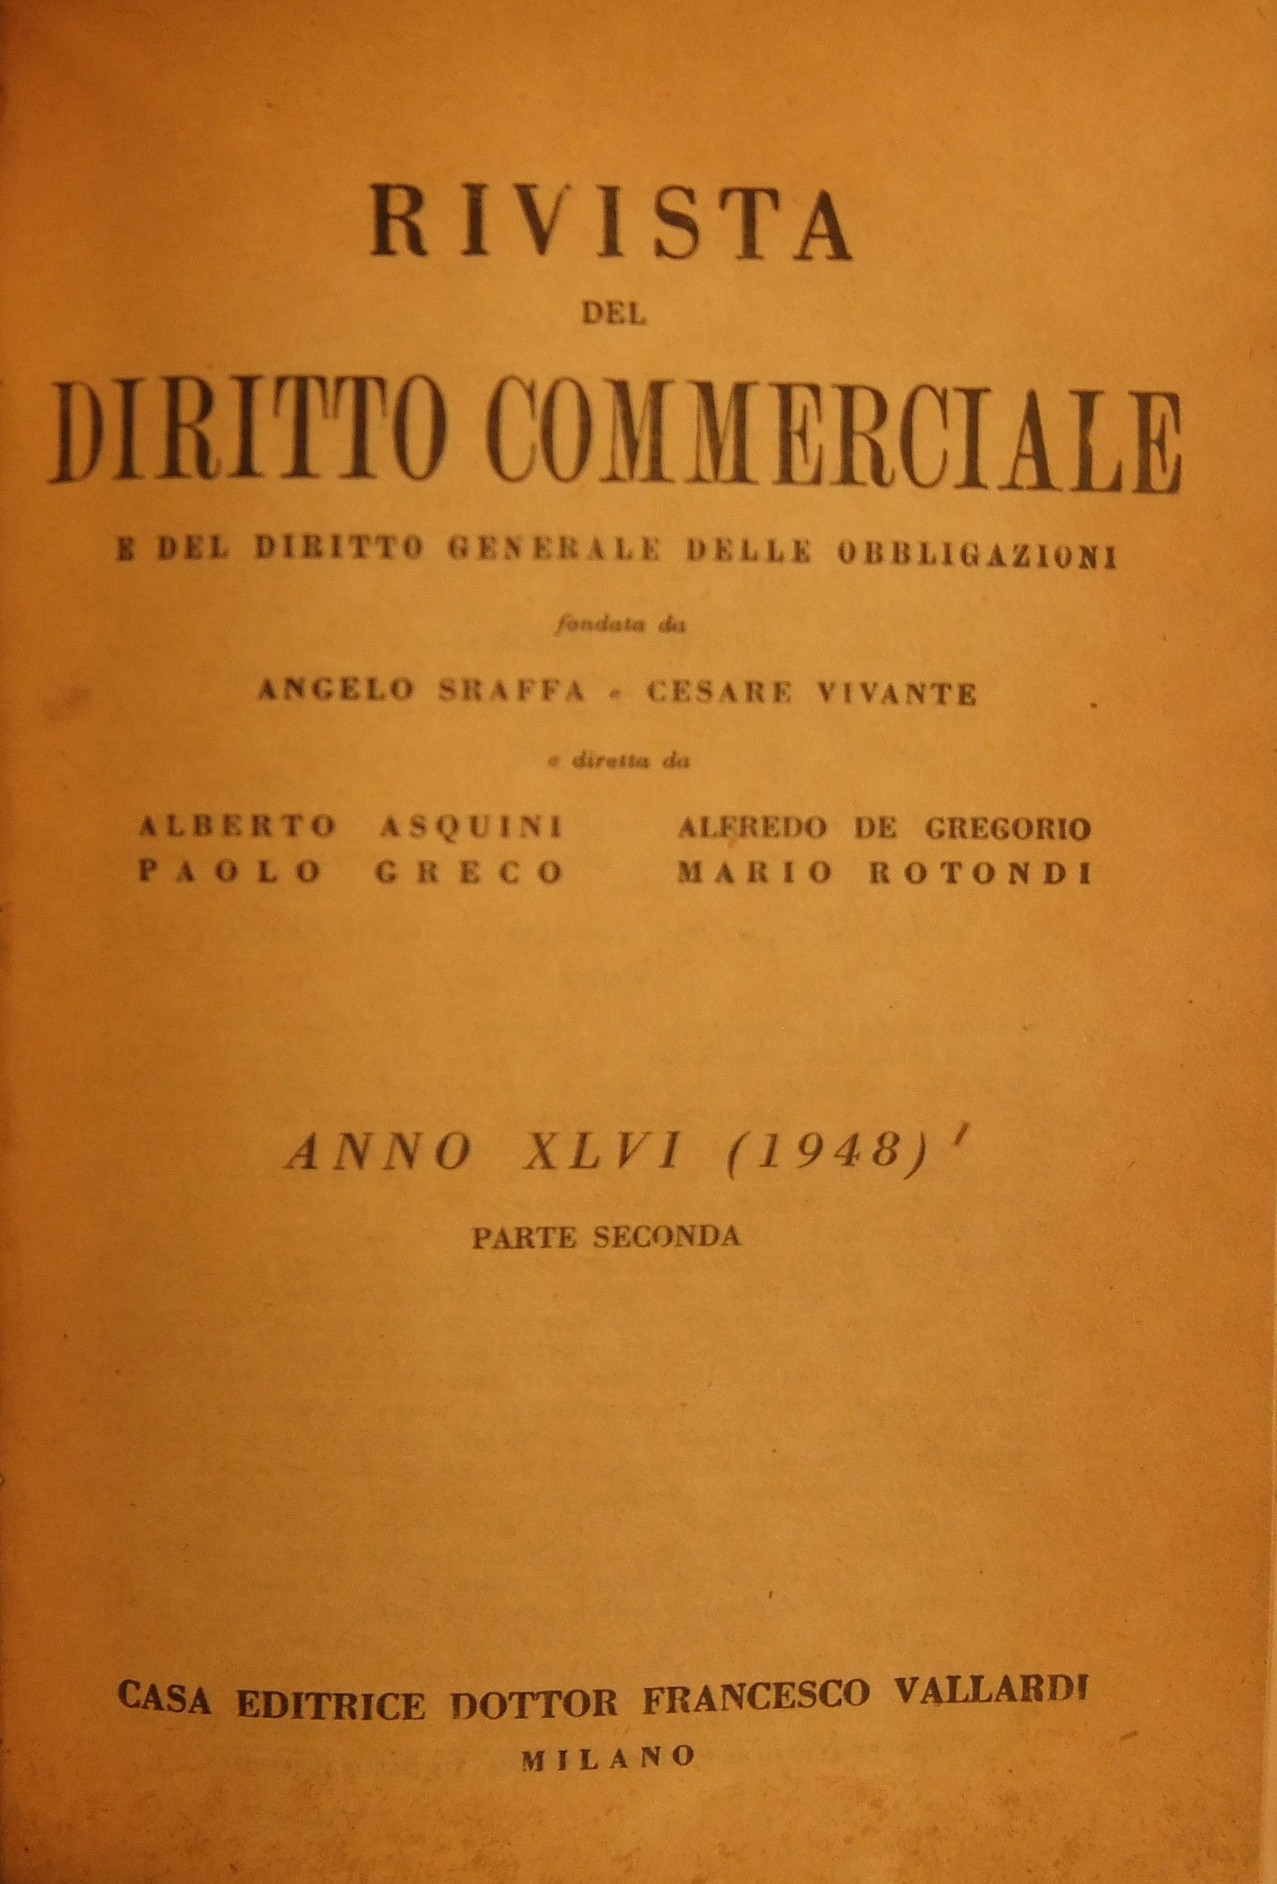 RIVISTA
DEL
DIRITTO COMMERCIALE
E DEL DIRITTO GENERALE DELLE OBBLIGAZIONI
fondata da
ANGELO SRAFFA e CESARE VIVANTE
e diretta da
ALBERTO ASQUINI ALFREDO DE GREGORIO
PAOLO GRECO MARIO ROTONDI
ANNO XLVI (1948)
PARTE SECONDA
CASA EDITRICE DOTTOR FRANCESCO VALLARDI
MILANO